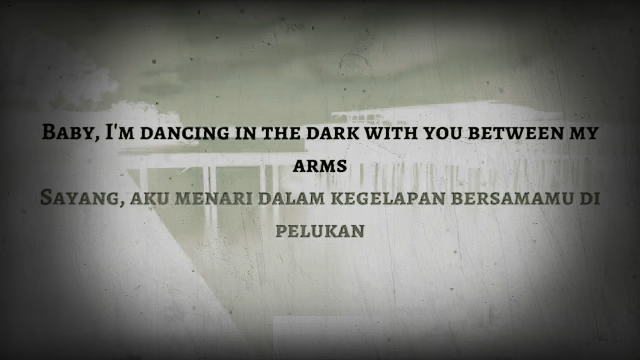 Baby, I'm dancing in the dark with you between my
arms
Sayang, aku menari dalam kegelapan bersamamu di
pelukan